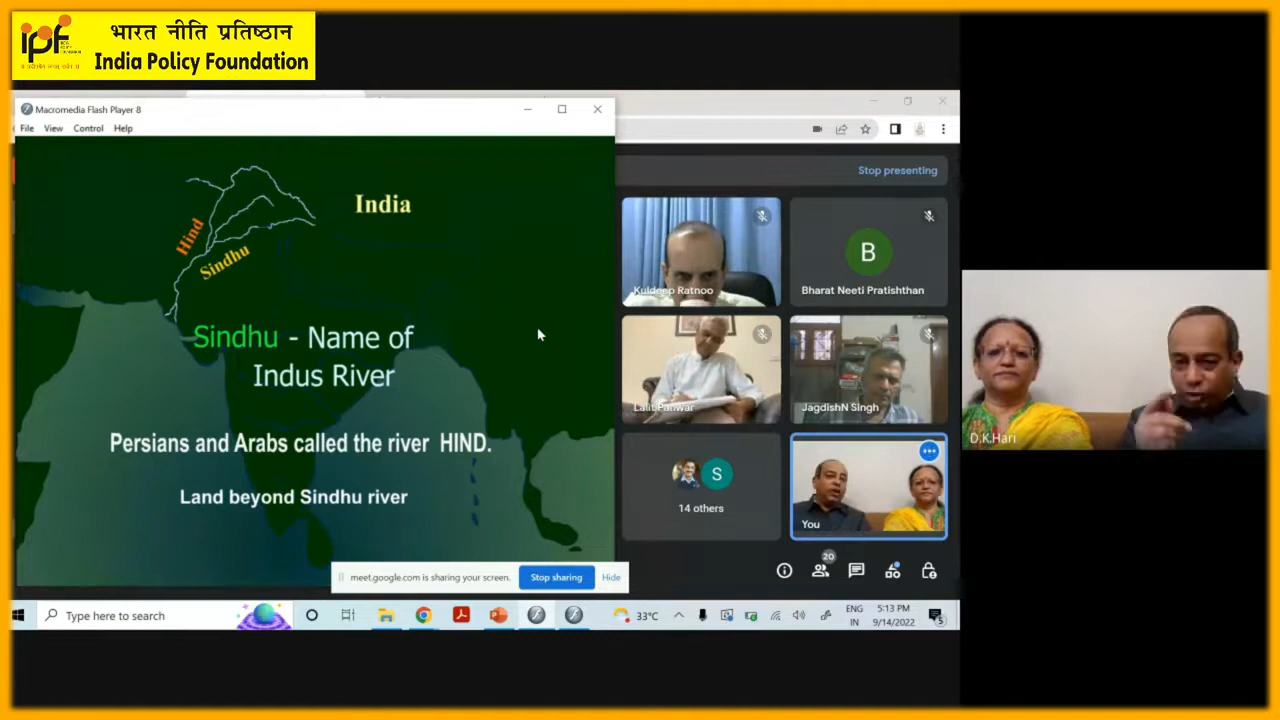 ipf
भारत नीति प्रतिष्ठान
India Policy Foundation
Macromedia Flash Player 8
File View Control Help
India
Hind
Sindhu
Sindhu - Name of
Indus River
Persians and Arabs called the river HIND.
Land beyond Sindhu river
Stop presenting
Kuldeep Ratnoo
B
Bharat Neeti Pratishthan
Lalit Panwar
JagdishN Singh
S
14 others
You
D.K.Hari
20
meet.google.com is sharing your screen.
Stop sharing
Hide
Type here to search
33°C
ENG
IN
5:13 PM
9/14/2022
5